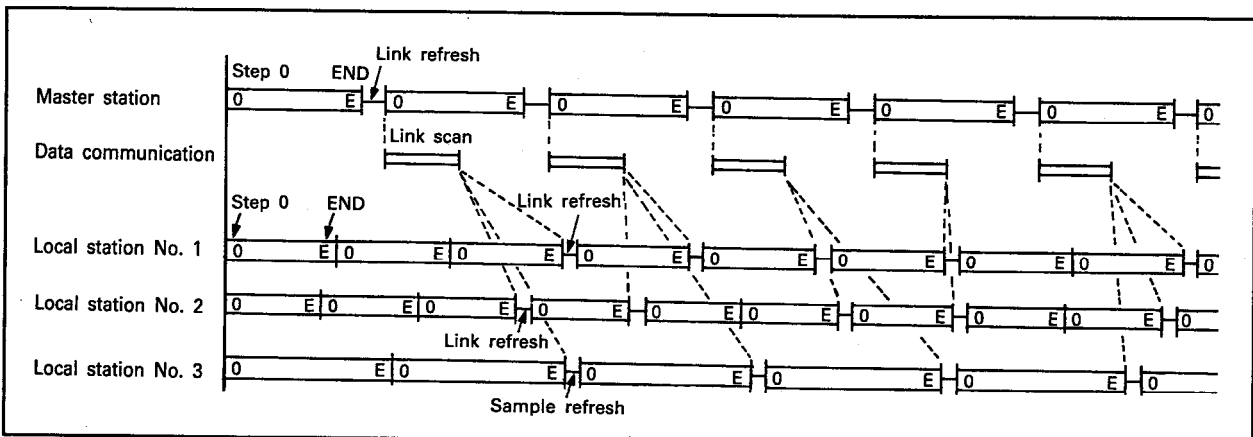 Link refresh
Step 0 END
Master station 0 E 0 E 0 E 0 E 0 E 0 E 0
Link scan
Data communication
Link refresh
Step 0 END
Local station No. 1 0 E 0 E 0 E 0 E 0 E 0 E 0 E 0 E 0
Local station No. 2 0 E 0 E 0 E 0 E 0 E 0 E 0 E 0 E 0 E 0
Link refresh
Local station No. 3 0 E 0 E 0 E 0 E 0 E 0
Sample refresh